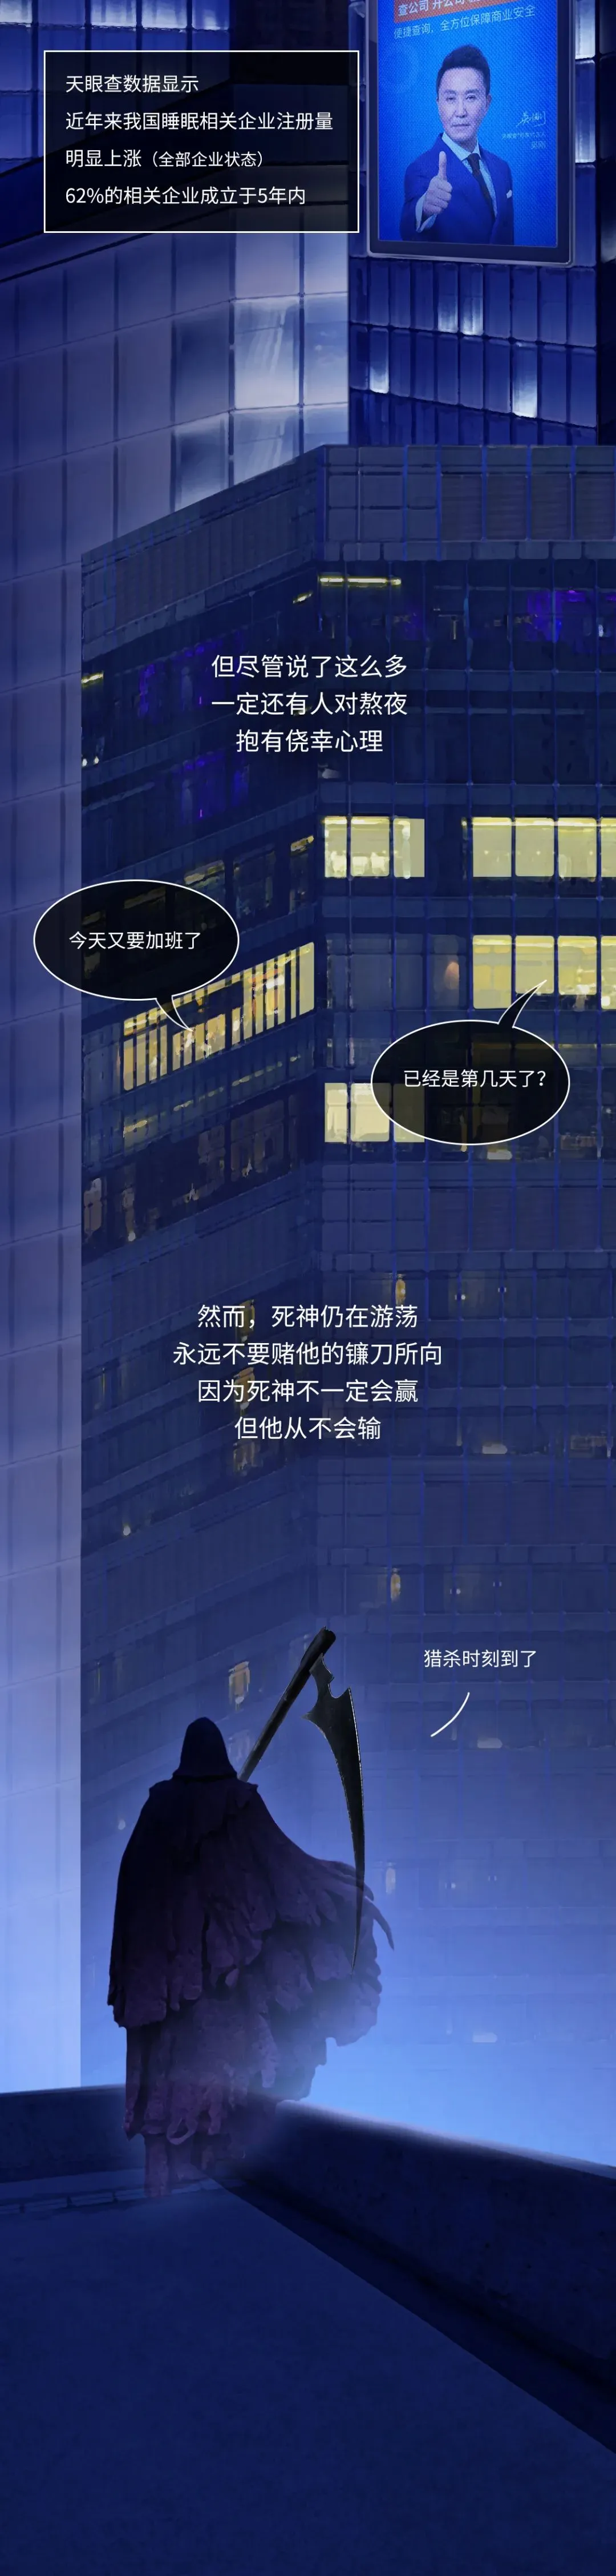 查公司 
便捷查询，全方位保障商业安全
天眼查数据显示
近年来我国睡眠相关企业注册量
明显上涨（全部企业状态）
62%的相关企业成立于5年内
但尽管说了这么多
一定还有人对熬夜
抱有侥幸心理
今天又要加班了
已经是第几天了？
然而，死神仍在游荡
永远不要赌他的镰刀所向
因为死神不一定会赢
但他从不会输
猎杀时刻到了